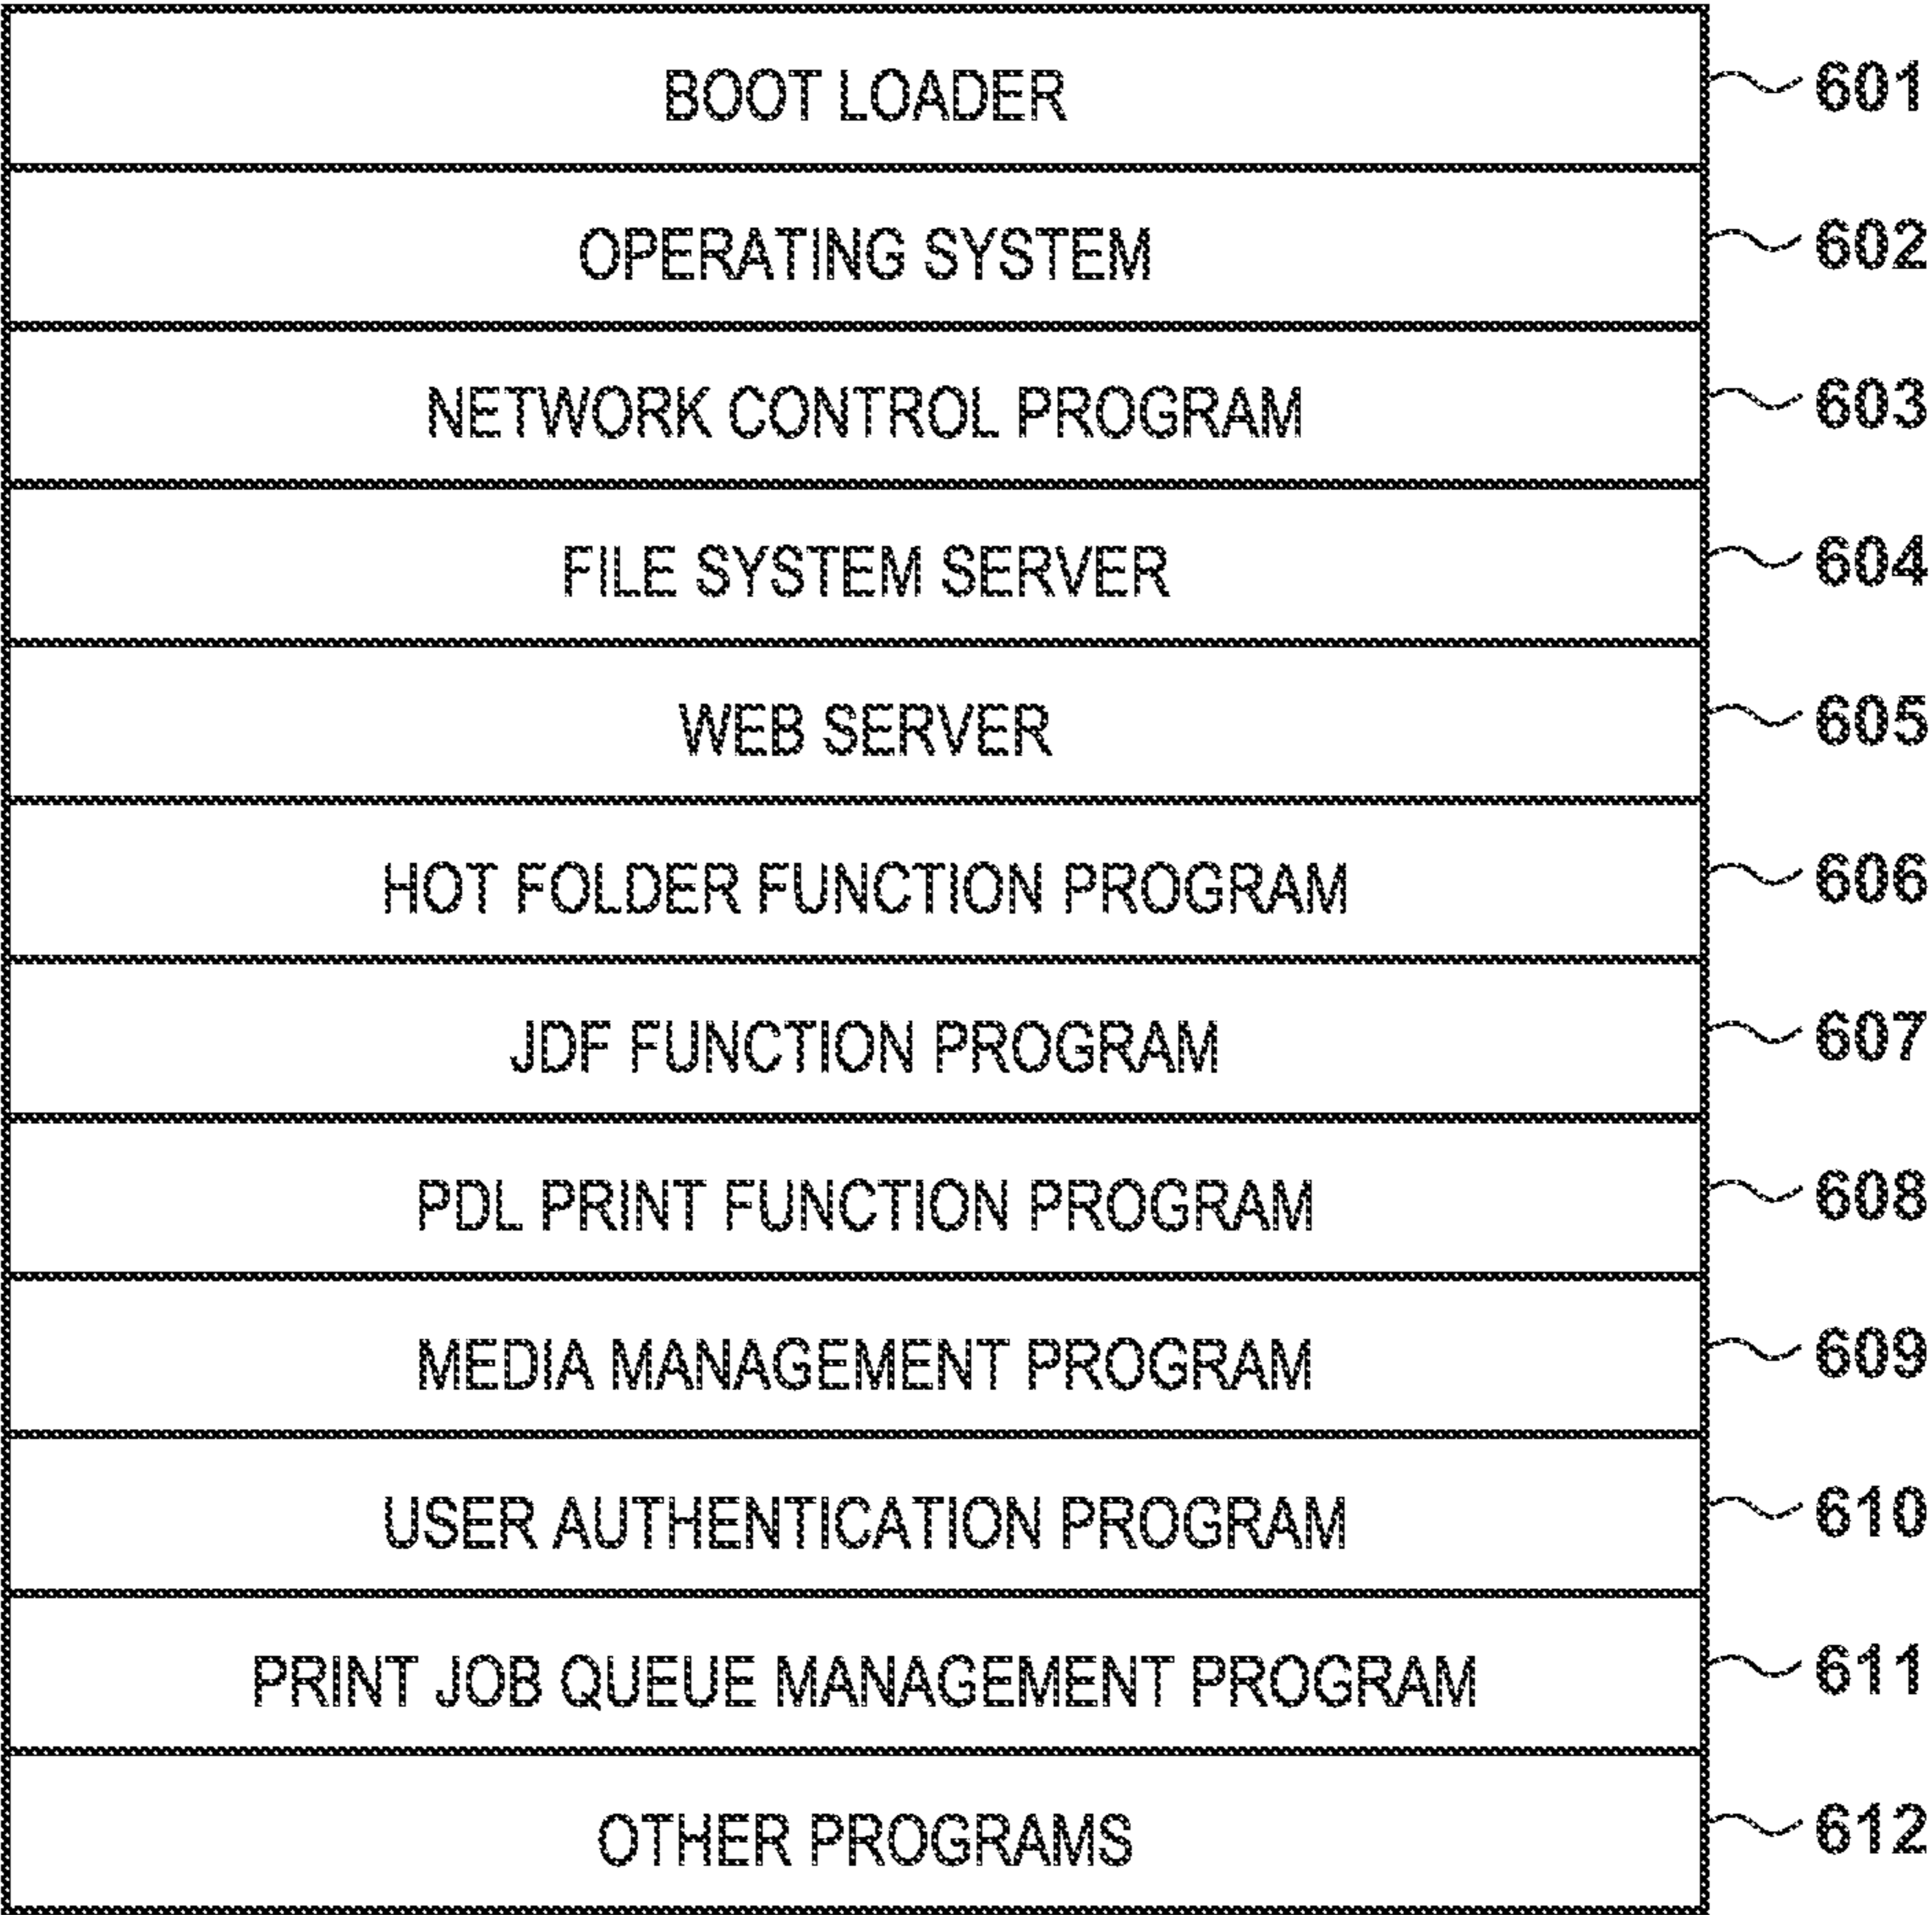 BOOT LOADER 601
OPERATING SYSTEM 602
NETWORK CONTROL PROGRAM 603
FILE SYSTEM SERVER 604
WEB SERVER 605
HOT FOLDER FUNCTION PROGRAM 606
JDF FUNCTION PROGRAM 607
PDL PRINT FUNCTION PROGRAM 608
MEDIA MANAGEMENT PROGRAM 609
USER AUTHENTICATION PROGRAM 610
PRINT JOB QUEUE MANAGEMENT PROGRAM 611
OTHER PROGRAMS 612